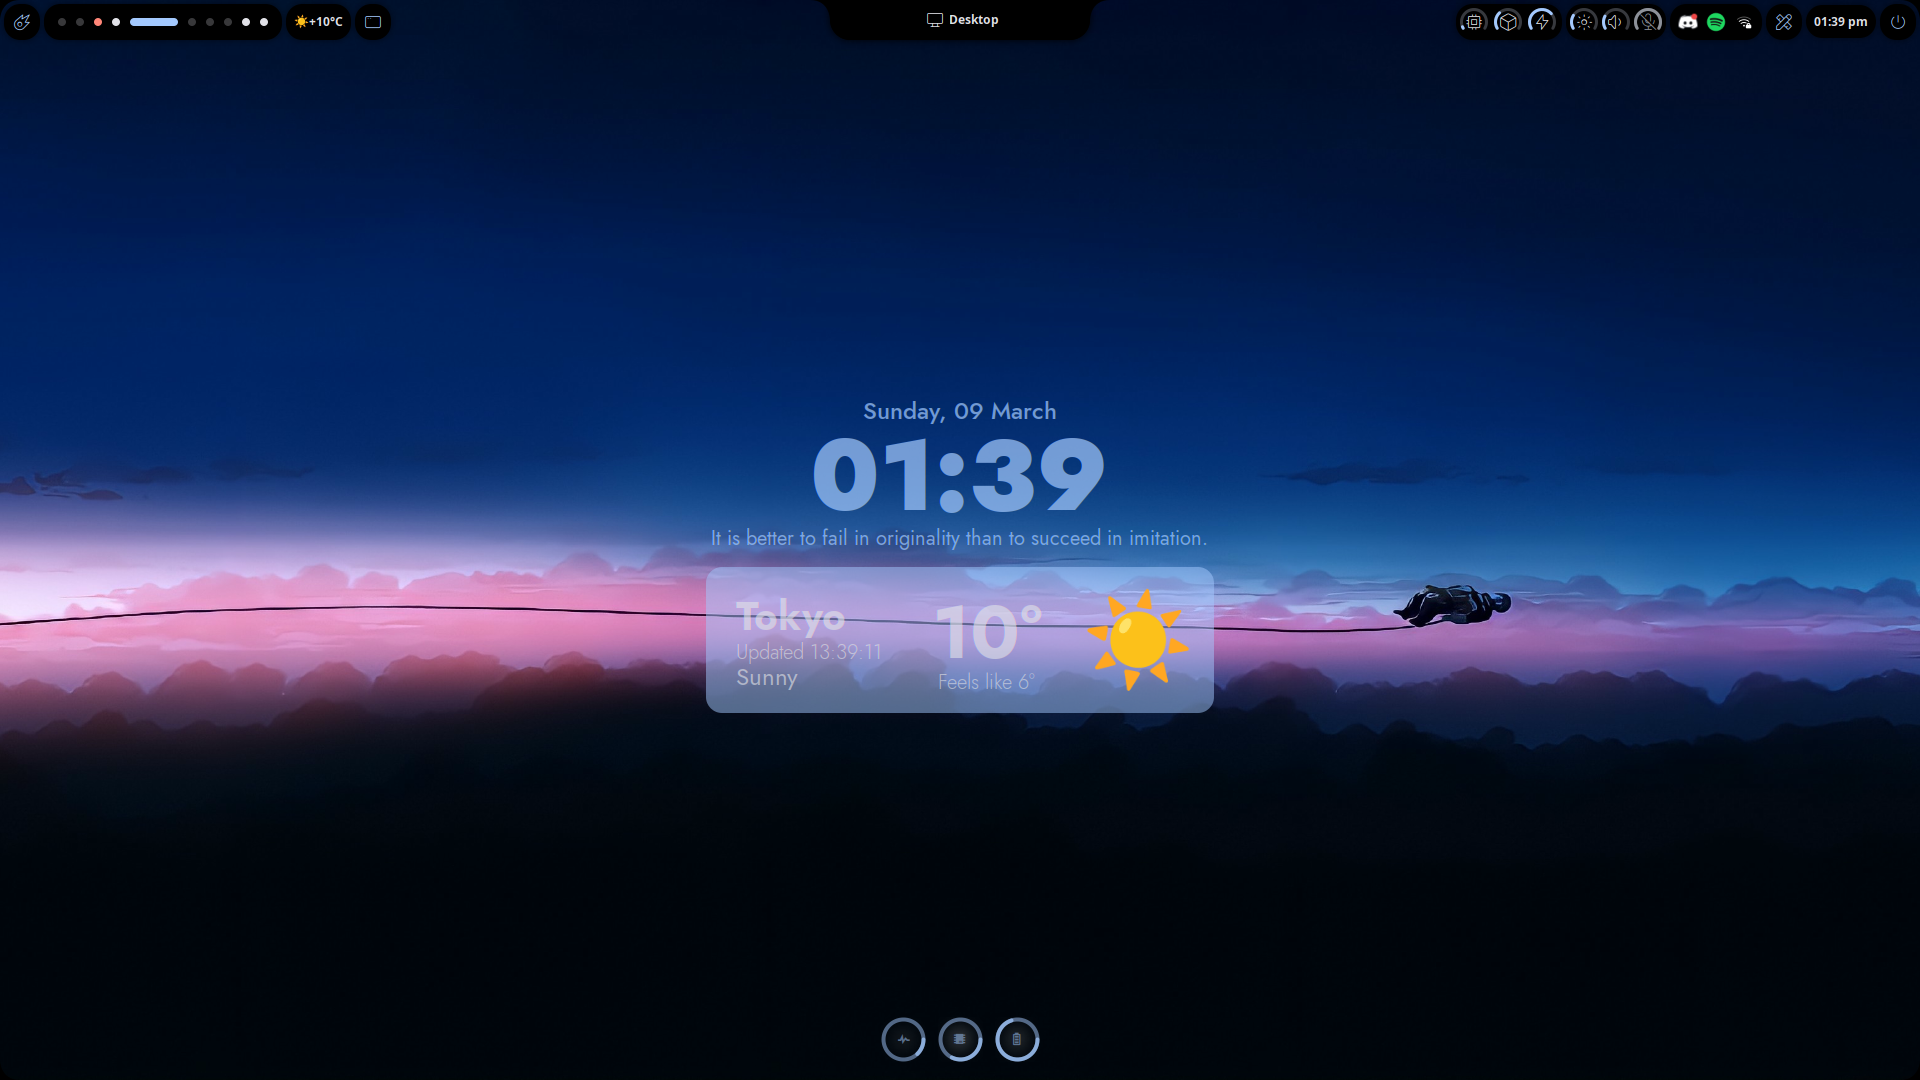 +10°C
Desktop
01:39 pm
Sunday, 09 March
01:39
It is better to fail in originality than to succeed in imitation.
Tokyo
Updated 13:39:11
Sunny
10°
Feels like 6°